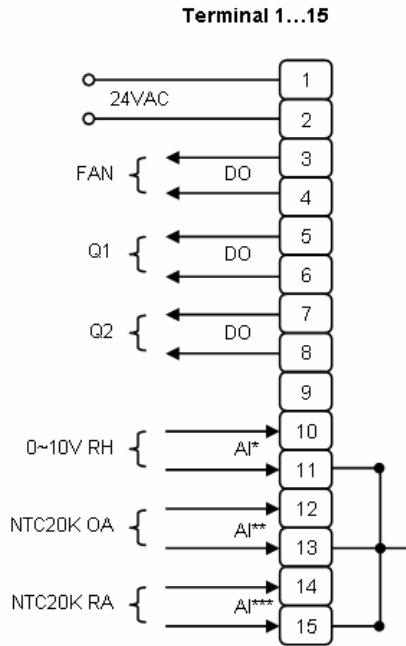 Terminal 1...15
1
24VAC
2
3
FAN DO
4
5
Q1 DO
6
7
Q2 DO
8
9
10
0~10V RH AI*
11
12
NTC20K OA AI**
13
14
NTC20K RA AI***
15